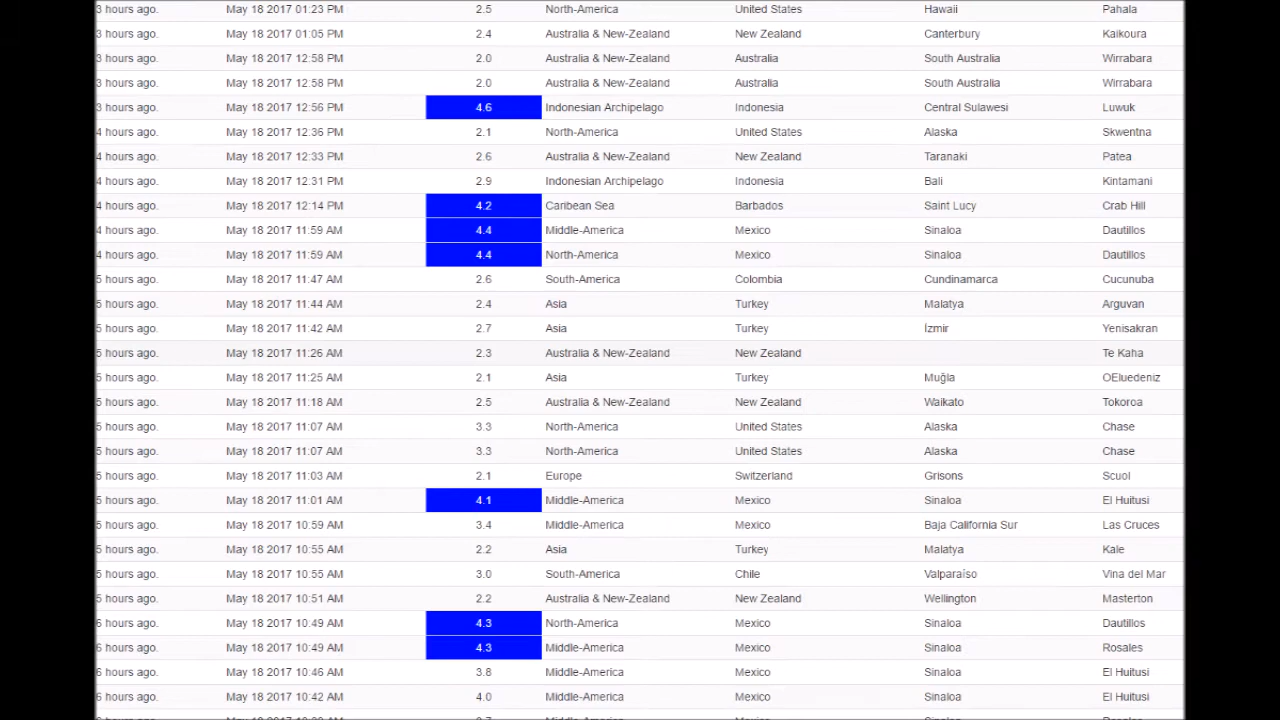 3 hours ago. May 18 2017 01:23 PM 2.5 North-America United States Hawaii Pahala
3 hours ago. May 18 2017 01:05 PM 2.4 Australia & New-Zealand New Zealand Canterbury Kaikoura
3 hours ago. May 18 2017 12:58 PM 2.0 Australia & New-Zealand Australia South Australia Wirrabara
3 hours ago. May 18 2017 12:58 PM 2.0 Australia & New-Zealand Australia South Australia Wirrabara
3 hours ago. May 18 2017 12:56 PM 4.6 Indonesian Archipelago Indonesia Central Sulawesi Luwuk
4 hours ago. May 18 2017 12:36 PM 2.1 North-America United States Alaska Skwentna
4 hours ago. May 18 2017 12:33 PM 2.6 Australia & New-Zealand New Zealand Taranaki Patea
4 hours ago. May 18 2017 12:31 PM 2.9 Indonesian Archipelago Indonesia Bali Kintamani
4 hours ago. May 18 2017 12:14 PM 4.2 Caribean Sea Barbados Saint Lucy Crab Hill
4 hours ago. May 18 2017 11:59 AM 4.4 Middle-America Mexico Sinaloa Dautillos
4 hours ago. May 18 2017 11:59 AM 4.4 North-America Mexico Sinaloa Dautillos
5 hours ago. May 18 2017 11:47 AM 2.6 South-America Colombia Cundinamarca Cucunuba
5 hours ago. May 18 2017 11:44 AM 2.4 Asia Turkey Malatya Arguvan
5 hours ago. May 18 2017 11:42 AM 2.7 Asia Turkey İzmir Yenisakran
5 hours ago. May 18 2017 11:26 AM 2.3 Australia & New-Zealand New Zealand Te Kaha
5 hours ago. May 18 2017 11:25 AM 2.1 Asia Turkey Muğla OEluedeniz
5 hours ago. May 18 2017 11:18 AM 2.5 Australia & New-Zealand New Zealand Waikato Tokoroa
5 hours ago. May 18 2017 11:07 AM 3.3 North-America United States Alaska Chase
5 hours ago. May 18 2017 11:07 AM 3.3 North-America United States Alaska Chase
5 hours ago. May 18 2017 11:03 AM 2.1 Europe Switzerland Grisons Scuol
5 hours ago. May 18 2017 11:01 AM 4.1 Middle-America Mexico Sinaloa El Huitusi
5 hours ago. May 18 2017 10:59 AM 3.4 Middle-America Mexico Baja California Sur Las Cruces
5 hours ago. May 18 2017 10:55 AM 2.2 Asia Turkey Malatya Kale
5 hours ago. May 18 2017 10:55 AM 3.0 South-America Chile Valparaíso Vina del Mar
5 hours ago. May 18 2017 10:51 AM 2.2 Australia & New-Zealand New Zealand Wellington Masterton
6 hours ago. May 18 2017 10:49 AM 4.3 North-America Mexico Sinaloa Dautillos
6 hours ago. May 18 2017 10:49 AM 4.3 Middle-America Mexico Sinaloa Rosales
6 hours ago. May 18 2017 10:46 AM 3.8 Middle-America Mexico Sinaloa El Huitusi
6 hours ago. May 18 2017 10:42 AM 4.0 Middle-America Mexico Sinaloa El Huitusi